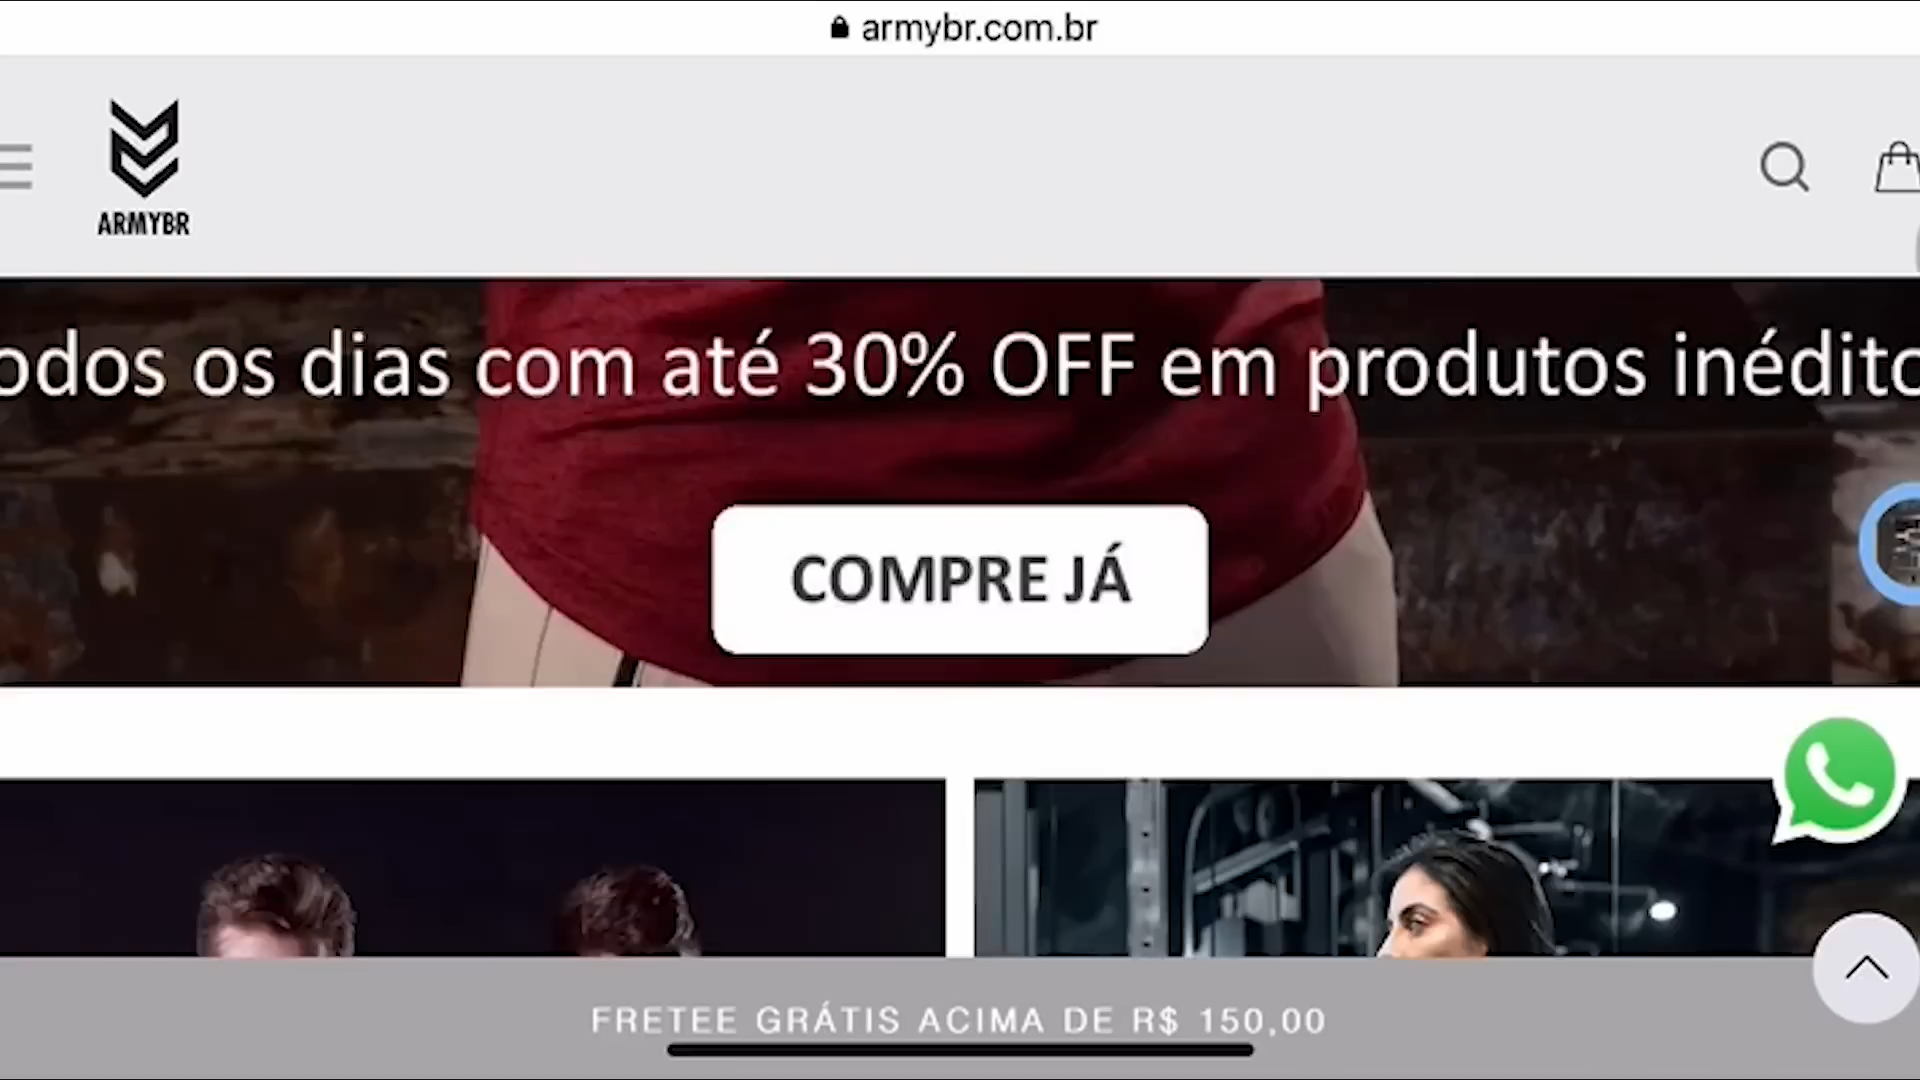 armybr.com.br
ARMYBR
odos os dias com até 30% OFF em produtos inédito
COMPRE JÁ
FRETEE GRÁTIS ACIMA DE R$ 150,00